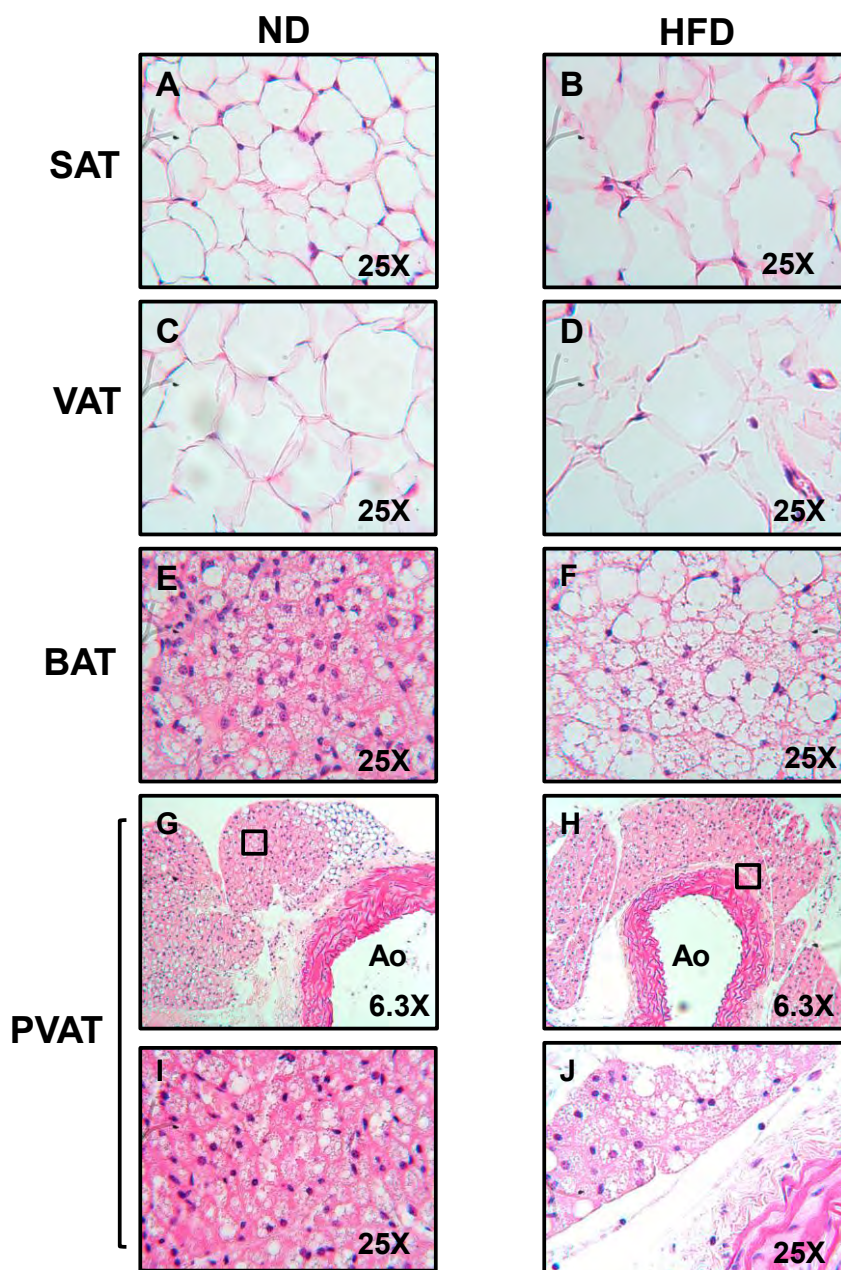 ND HFD
SAT
A 25X
B 25X
VAT
C 25X
D 25X
BAT
E 25X
F 25X
PVAT
G
Ao
6.3X
H
Ao
6.3X
I 25X
J 25X